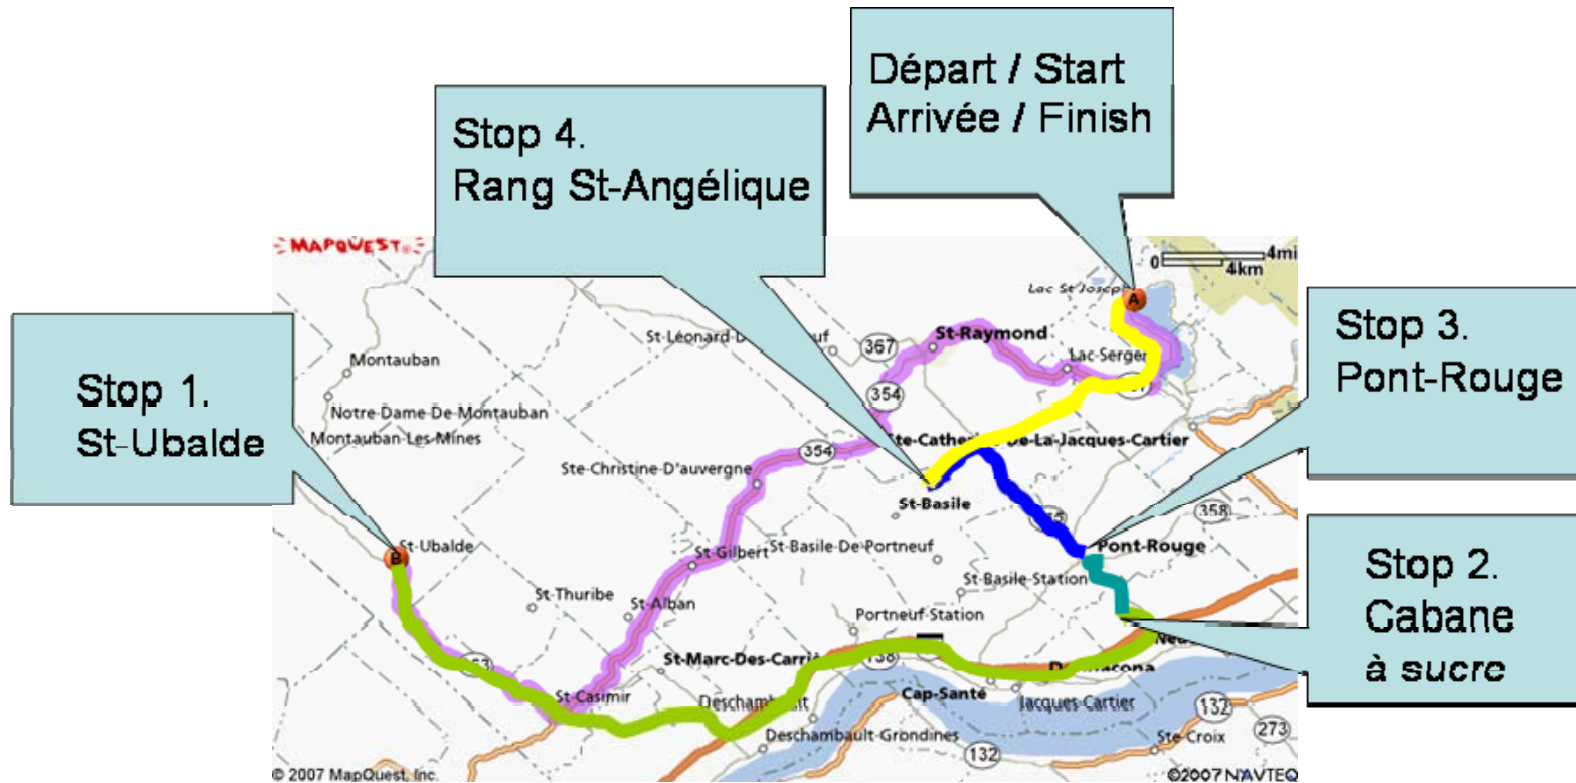 Départ / Start
Arrivée / Finish
Stop 4.
Rang St-Angélique
MAPQUEST
4mi
0
4km
Lac St Joseph
A
Stop 3.
Pont-Rouge
St-Raymond
367
Lac-Serger
Montauban
Stop 1.
St-Ubalde
354
Notre-Dame-De-Montauban
Montauban-Les-Mines
354
De-La-Jacques-Cartier
Ste-Christine-D'auvergne
St-Basile
358
St-Ubalde
B
St-Gilbert
St-Basile-De-Portneuf
Pont-Rouge
St-Basile-Station
Stop 2.
Cabane
à sucre
St-Thuribe
St-Alban
Portneuf-Station
St-Marc-Des-Carriè
138
St-Casimir
Cap-Santé
Jacques-Cartier
132
273
Deschambault-Grondines
132
Ste-Croix
© 2007 MapQuest, Inc.
©2007 NAVTEQ